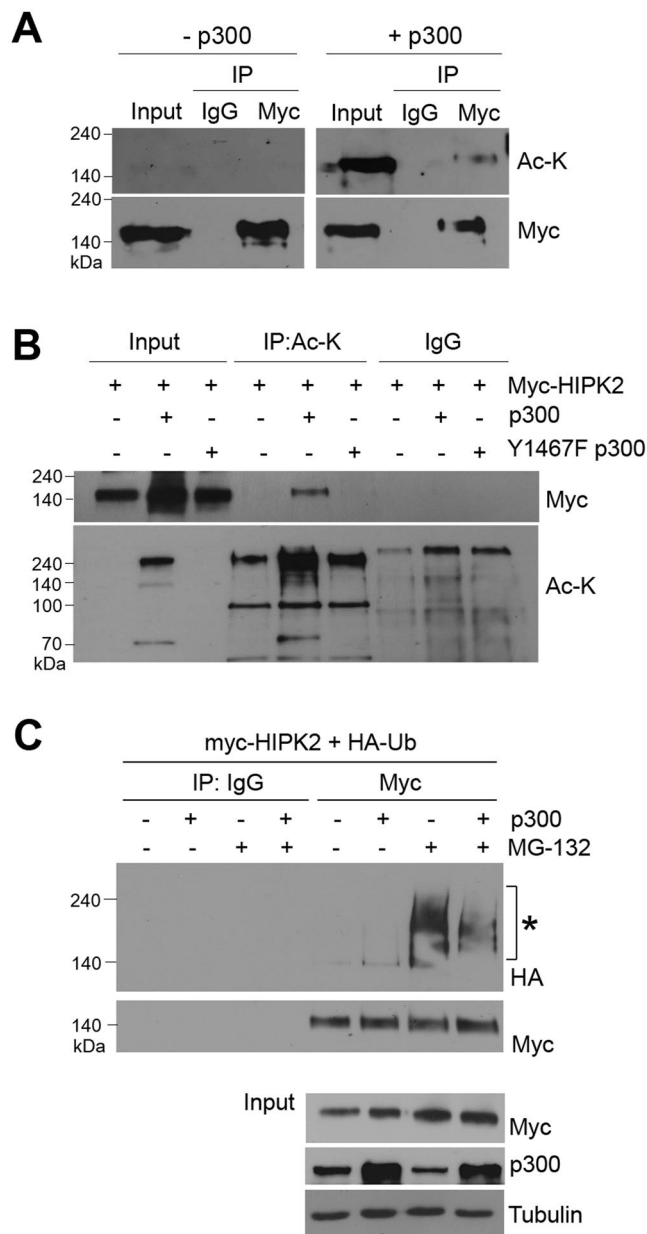 A
- p300 + p300
IP IP
Input IgG Myc Input IgG Myc
240
140
Ac-K
240
140
Myc
kDa
B
Input IP:Ac-K IgG
+ + + + + + + + + Myc-HIPK2
- + - - + - - + - p300
- - + - - + - - + Y1467F p300
240
140
Myc
240
140
100
70
Ac-K
kDa
C
myc-HIPK2 + HA-Ub
IP: IgG Myc
- + - + - + - + p300
- - + + - - + + MG-132
240
*
140
HA
140
kDa
Myc
Input
Myc
p300
Tubulin